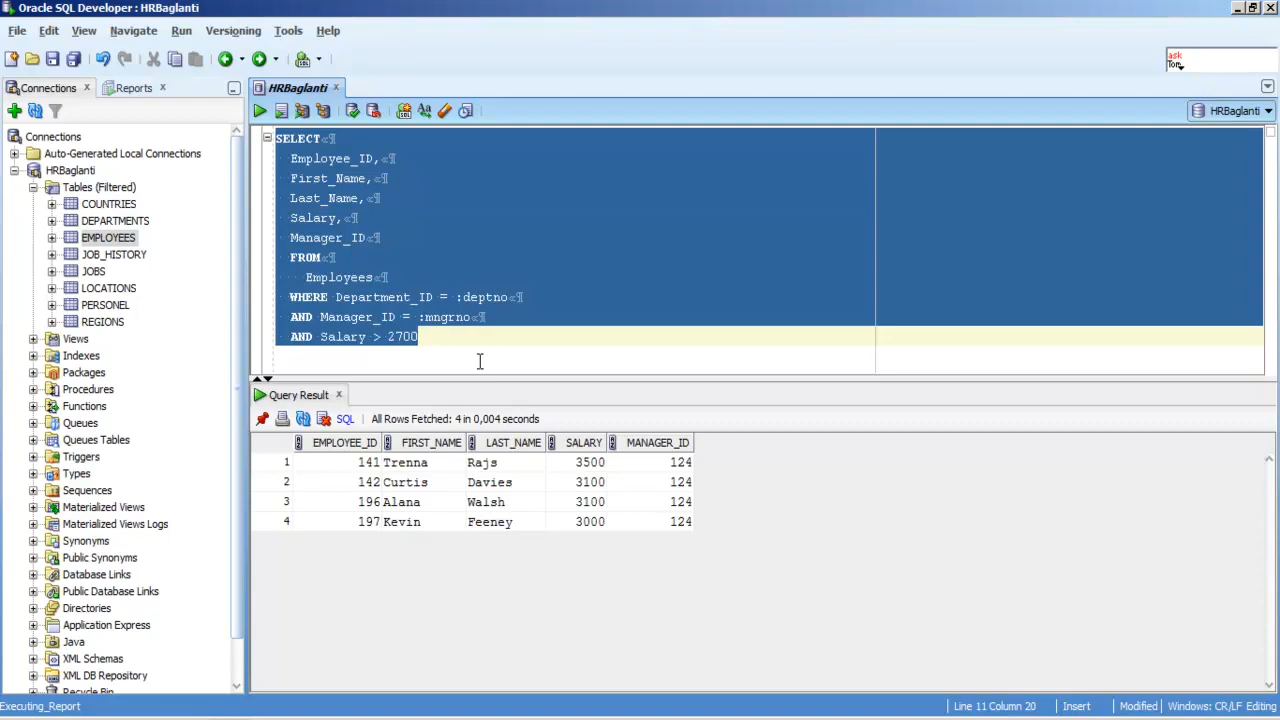 Oracle SQL Developer : HRBaglanti
File Edit View Navigate Run Versioning Tools Help
ask
Tom
Connections Reports HRBaglanti
HRBaglanti
Connections
Auto-Generated Local Connections
HRBaglanti
Tables (Filtered)
COUNTRIES
DEPARTMENTS
EMPLOYEES
JOB_HISTORY
JOBS
LOCATIONS
PERSONEL
REGIONS
Views
Indexes
Packages
Procedures
Functions
Queues
Queues Tables
Triggers
Types
Sequences
Materialized Views
Materialized Views Logs
Synonyms
Public Synonyms
Database Links
Public Database Links
Directories
Application Express
Java
XML Schemas
XML DB Repository
Recycle Bin
SELECT«¶
Employee_ID,«¶
First_Name,«¶
Last_Name,«¶
Salary,«¶
Manager_ID«¶
FROM«¶
Employees«¶
WHERE Department_ID = :deptno«¶
AND Manager_ID = :mngrno«¶
AND Salary > 2700
Query Result
SQL | All Rows Fetched: 4 in 0,004 seconds
EMPLOYEE_ID FIRST_NAME LAST_NAME SALARY MANAGER_ID
1 141 Trenna Rajs 3500 124
2 142 Curtis Davies 3100 124
3 196 Alana Walsh 3100 124
4 197 Kevin Feeney 3000 124
Executing_Report Line 11 Column 20 Insert Modified Windows: CR/LF Editing